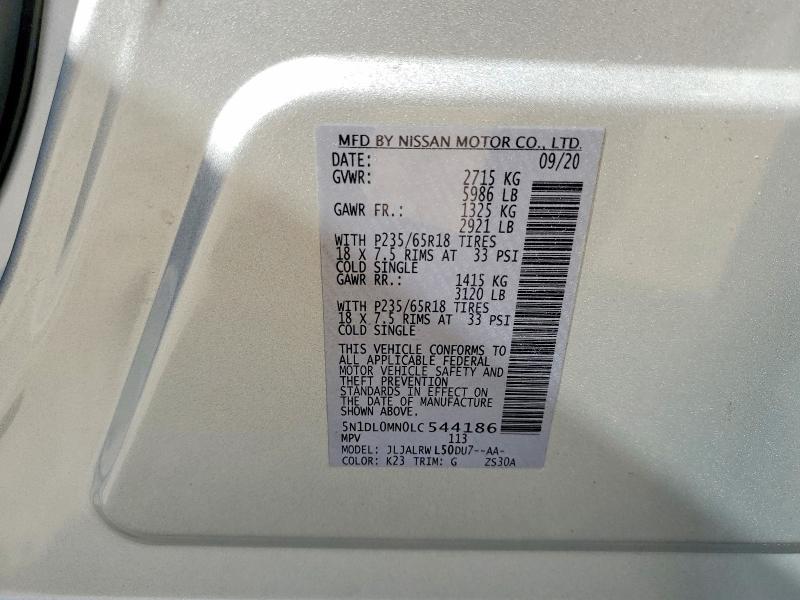 MFD BY NISSAN MOTOR CO., LTD.
DATE: 09/20
GVWR: 2715 KG
5986 LB
GAWR FR.: 1325 KG
2921 LB
WITH P235/65R18 TIRES
18 X 7.5 RIMS AT 33 PSI
COLD SINGLE
GAWR RR.: 1415 KG
3120 LB
WITH P235/65R18 TIRES
18 X 7.5 RIMS AT 33 PSI
COLD SINGLE
THIS VEHICLE CONFORMS TO
ALL APPLICABLE FEDERAL
MOTOR VEHICLE SAFETY AND
THEFT PREVENTION
STANDARDS IN EFFECT ON
THE DATE OF MANUFACTURE
SHOWN ABOVE.
5N1DL0MN0LC544186
MPV 113
MODEL: JLJALRWL50DU7--AA-
COLOR: K23 TRIM: G ZS30A